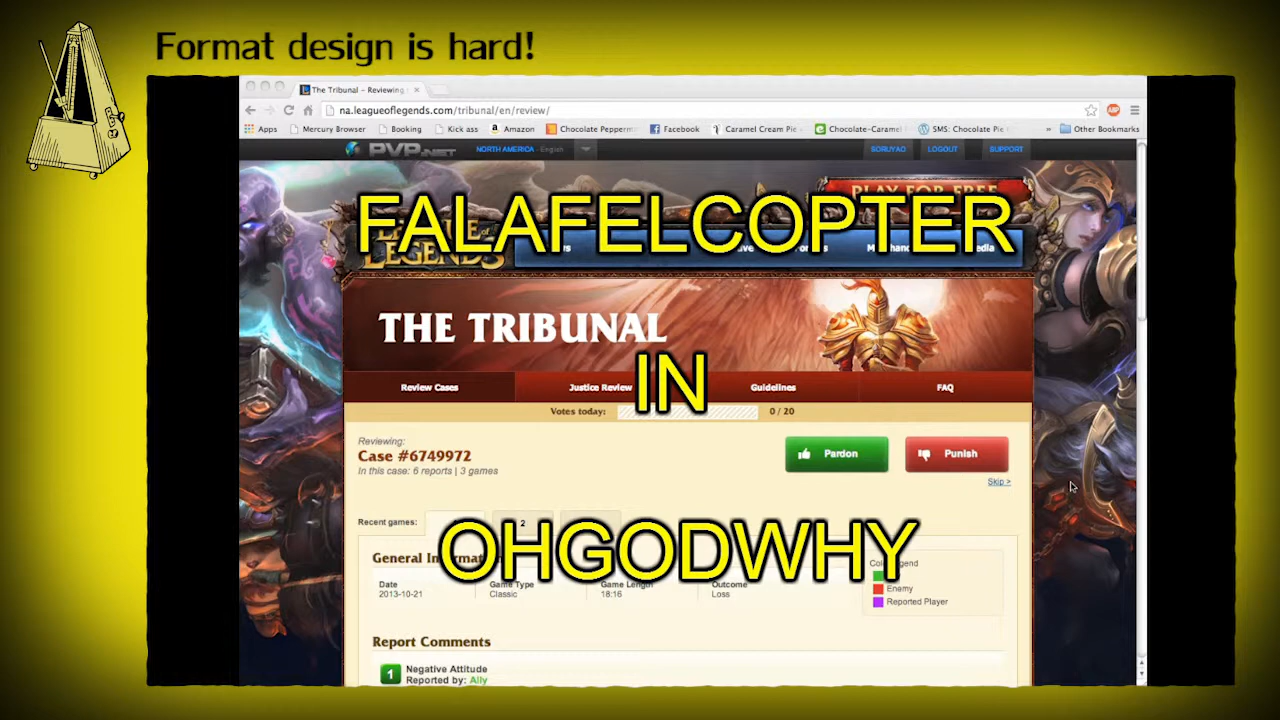 Format design is hard!
The Tribunal – Reviewing
na.leagueoflegends.com/tribunal/en/review/
Apps Mercury Browser Booking Kick ass Amazon Chocolate Pepperm Facebook Caramel Cream Pie Chocolate-Caramel SMS: Chocolate Pie » Other Bookmarks
PVP.net NORTH AMERICA - English SORUYAO LOGOUT SUPPORT
PLAY FOR FREE
FALAFELCOPTER
LEGENDS
THE TRIBUNAL
IN
Review Cases Justice Review Guidelines FAQ
Votes today: 0 / 20
Reviewing:
Case #6749972
In this case: 6 reports | 3 games
Pardon Punish
Skip >
Recent games: 2
OHGODWHY
General
Date Game Type Game Length Outcome
2013-10-21 Classic 18:16 Loss
Enemy
Reported Player
Report Comments
1 Negative Attitude
Reported by: Ally